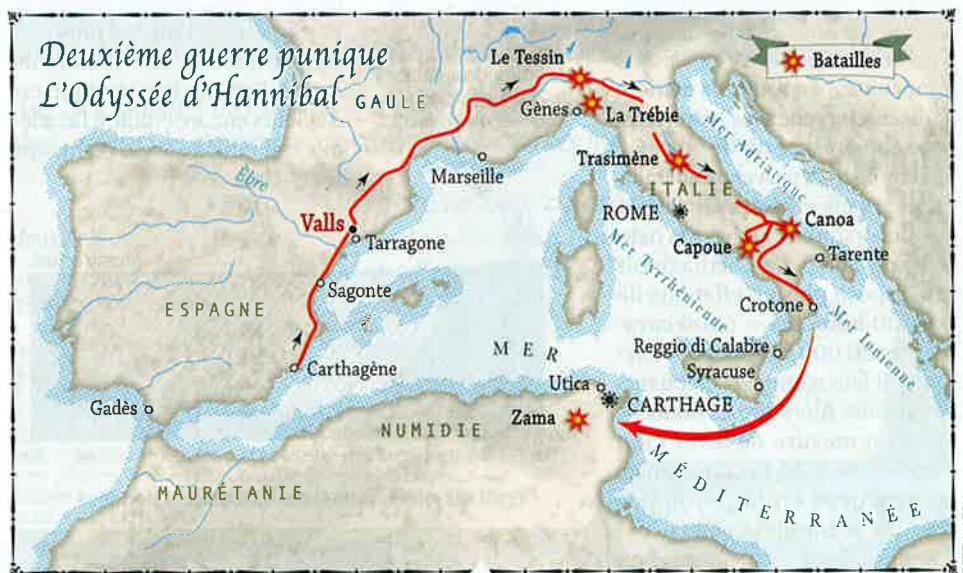 Deuxième guerre punique
L'Odyssée d'Hannibal
GAULE
Le Tessin
Batailles
Gènes
La Trébie
Marseille
Trasimène
Mer Adriatique
Èbre
ITALIE
Valls
ROME
Canoa
Tarragone
Capoue
Tarente
Mer Tyrrhénienne
Sagonte
ESPAGNE
Crotone
Mer Ionienne
MER
Reggio di Calabre
Carthagène
Syracuse
Utica
Gadès
CARTHAGE
Zama
NUMIDIE
MÉDITERRANÉE
MAURÉTANIE